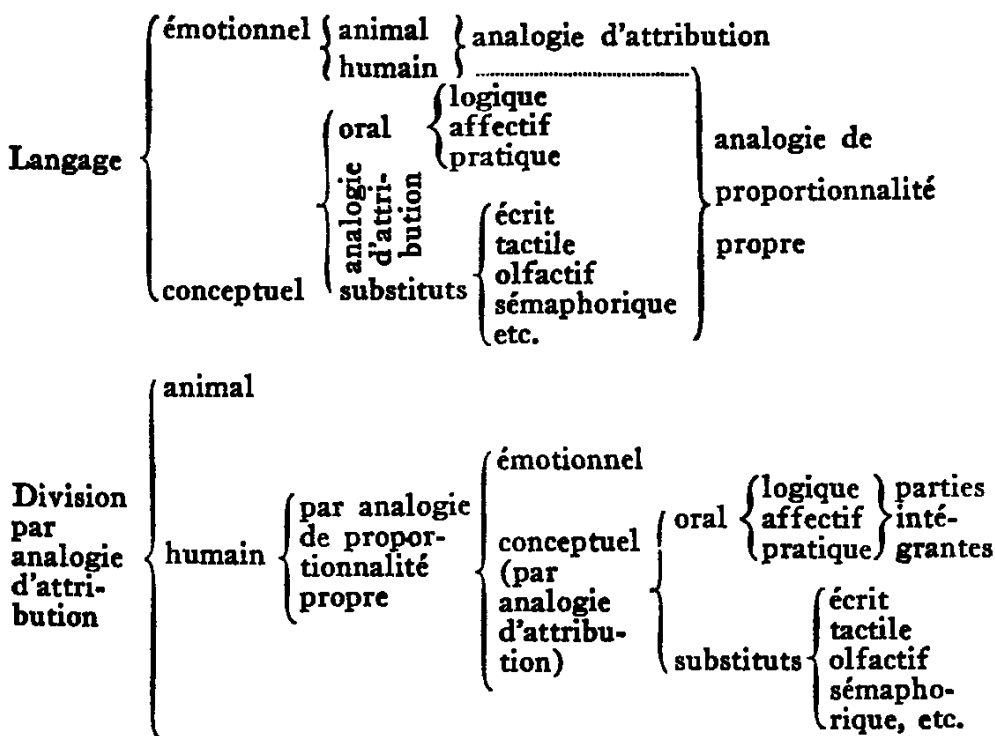 Langage
émotionnel
animal
humain
analogie d'attribution
conceptuel
oral
logique
affectif
pratique
analogie
d'attri-
bution
substituts
écrit
tactile
olfactif
sémaphorique
etc.
analogie de
proportionnalité
propre
Division
par
analogie
d'attri-
bution
animal
humain
par analogie
de propor-
tionnalité
propre
émotionnel
conceptuel
(par
analogie
d'attribu-
tion)
oral
logique
affectif
pratique
parties
inté-
grantes
substituts
écrit
tactile
olfactif
sémapho-
rique, etc.